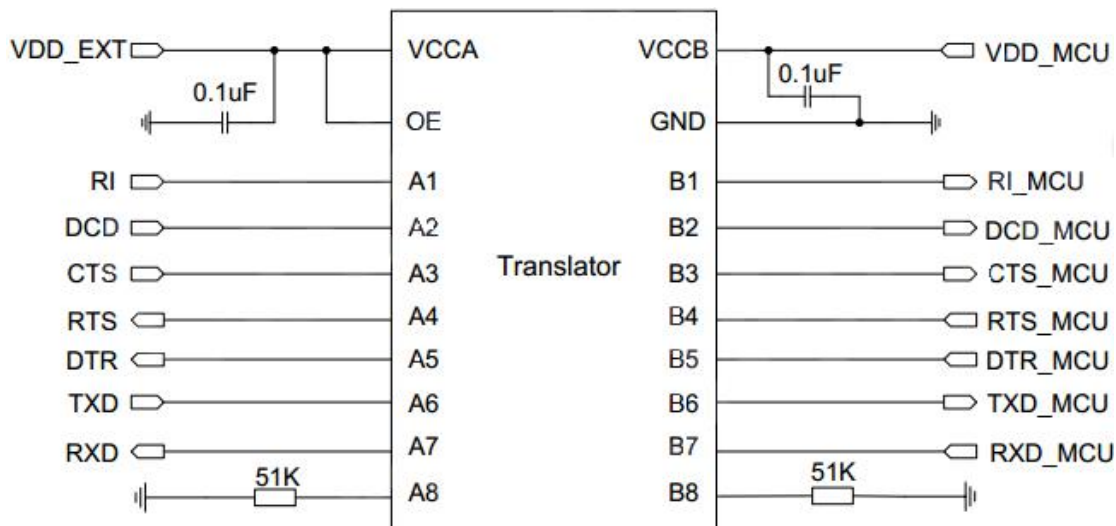 VDD_EXT VCCA VCCB VDD_MCU
0.1uF 0.1uF
OE GND
RI A1 B1 RI_MCU
DCD A2 B2 DCD_MCU
Translator
CTS A3 B3 CTS_MCU
RTS A4 B4 RTS_MCU
DTR A5 B5 DTR_MCU
TXD A6 B6 TXD_MCU
RXD A7 B7 RXD_MCU
51K 51K
A8 B8